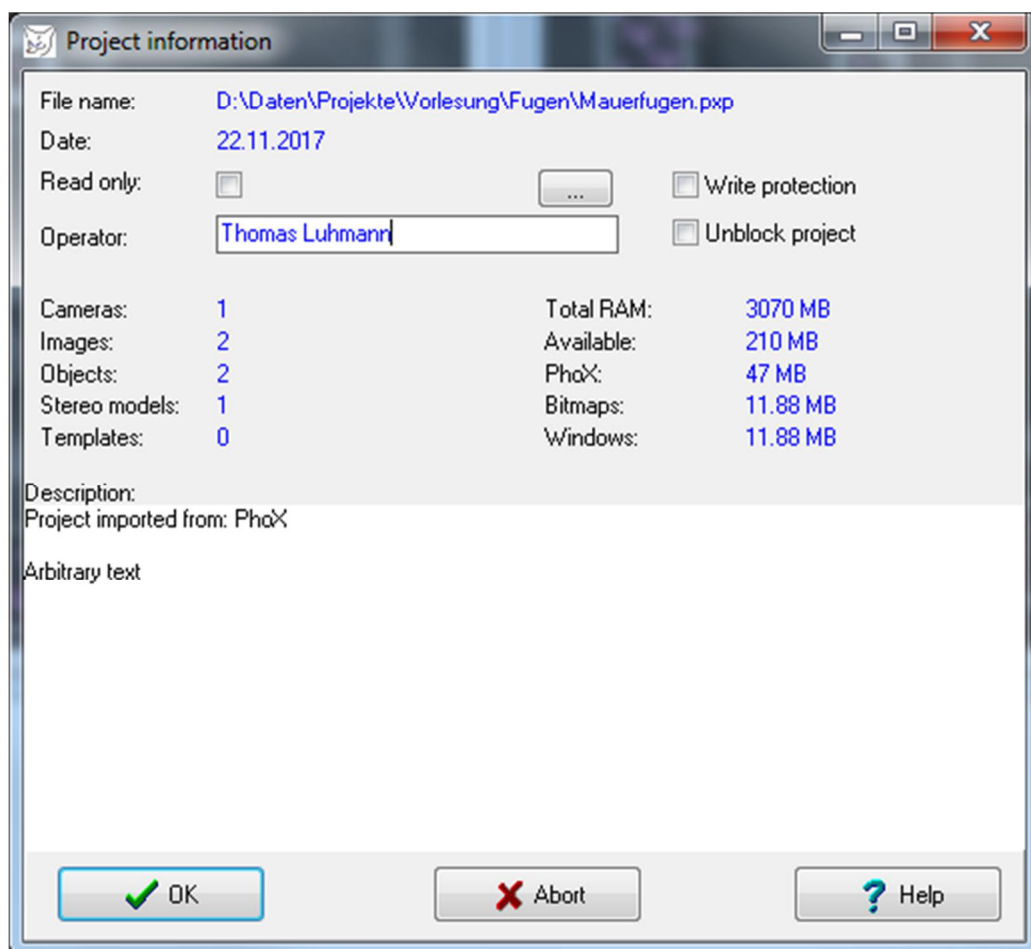 Project information
File name: D:\Daten\Projekte\Vorlesung\Fugen\Mauerfugen.pxp
Date: 22.11.2017
Read only: ... Write protection
Operator: Thomas Luhmann Unblock project
Cameras: 1 Total RAM: 3070 MB
Images: 2 Available: 210 MB
Objects: 2 PhoX: 47 MB
Stereo models: 1 Bitmaps: 11.88 MB
Templates: 0 Windows: 11.88 MB
Description:
Project imported from: PhoX
Arbitrary text
OK Abort ? Help